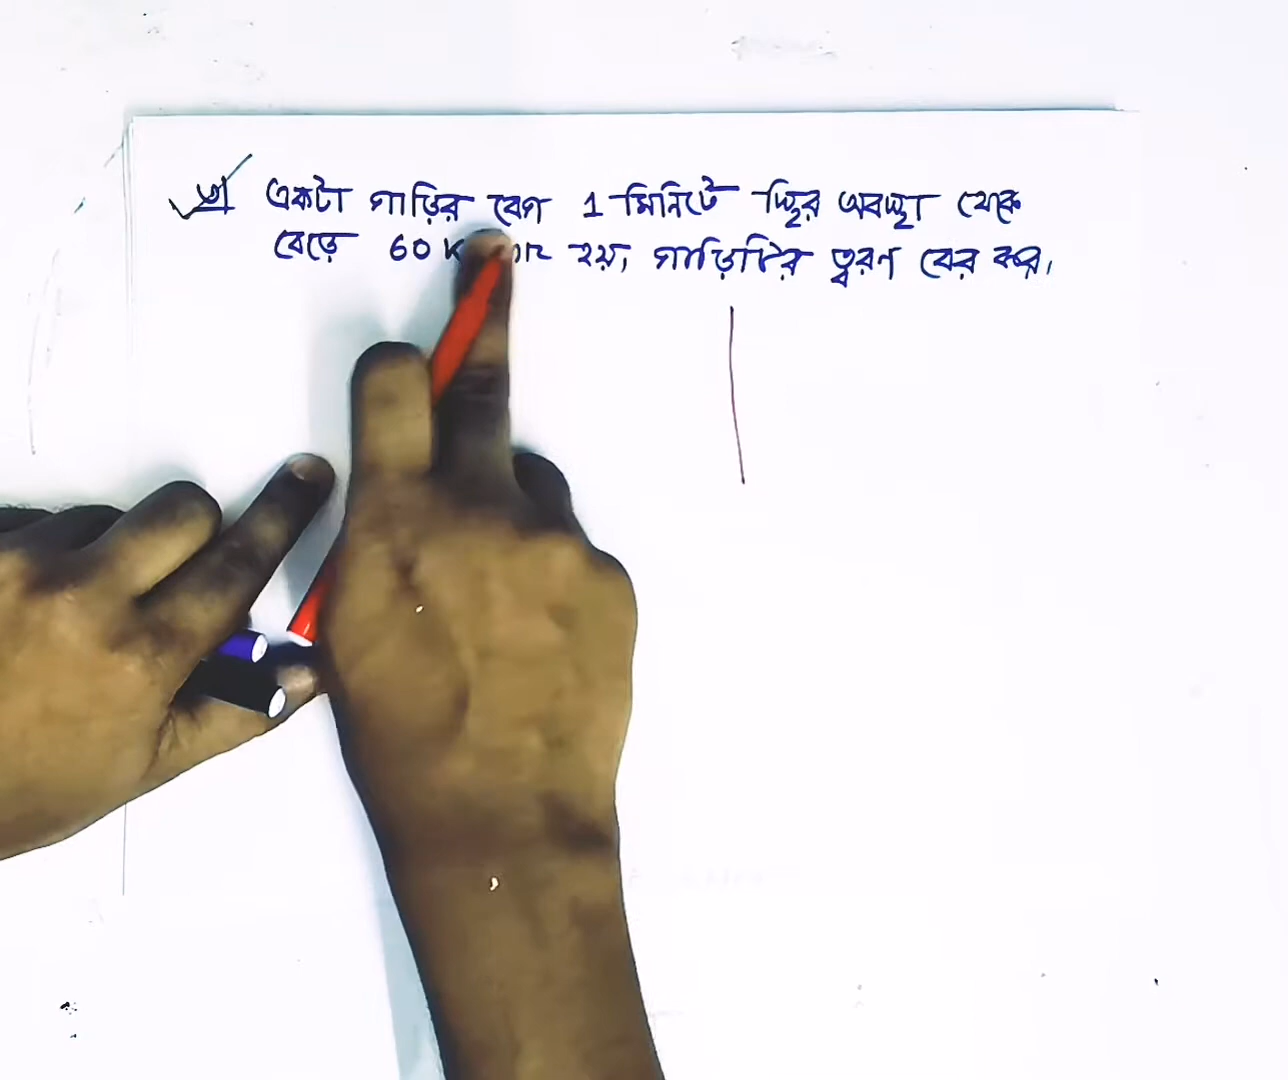 প্র একটা গাড়ির বেগ 1 মিনিটে স্থির অবস্থা থেকে
বেড়ে 60 হয়, গাড়িটির ত্বরণ বের কর।